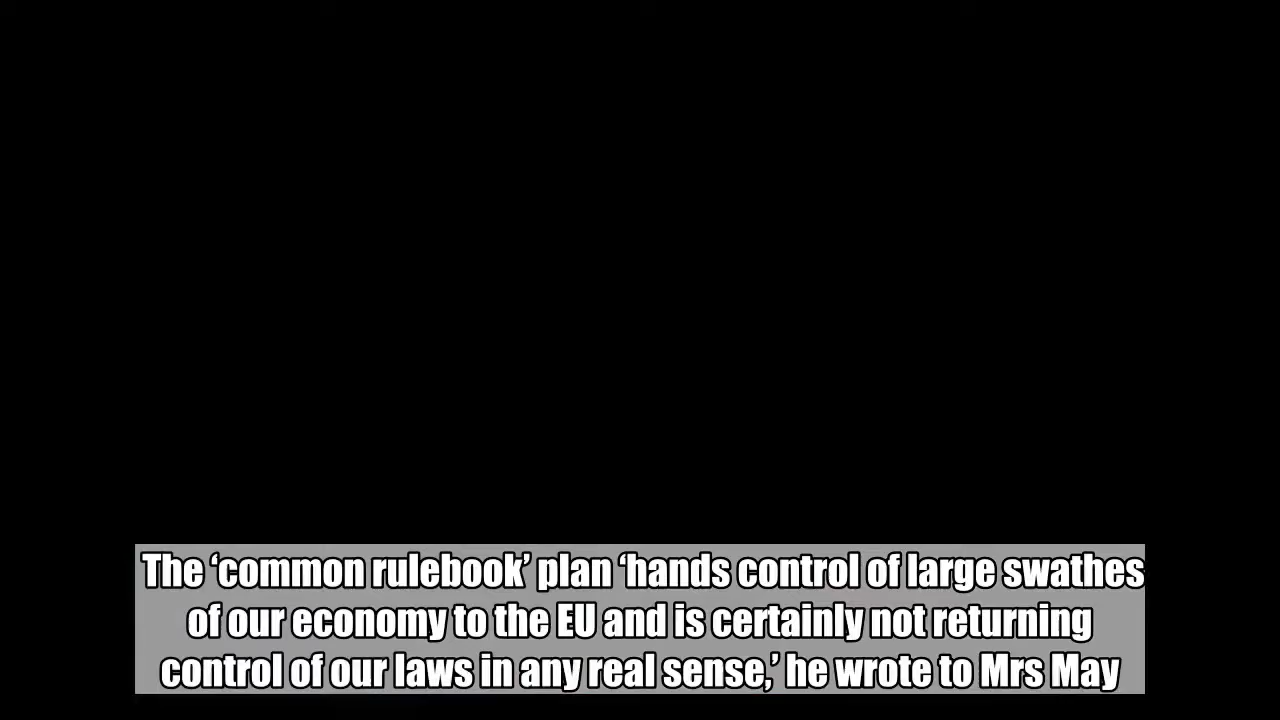 The ‘common rulebook’ plan ‘hands control of large swathes
of our economy to the EU and is certainly not returning
control of our laws in any real sense,’ he wrote to Mrs May